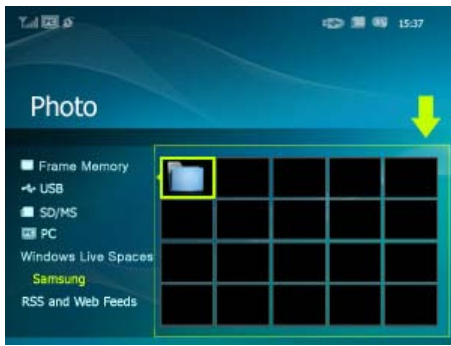 15:37
Photo
Frame Memory
USB
SD/MS
PC
Windows Live Spaces
Samsung
RSS and Web Feeds